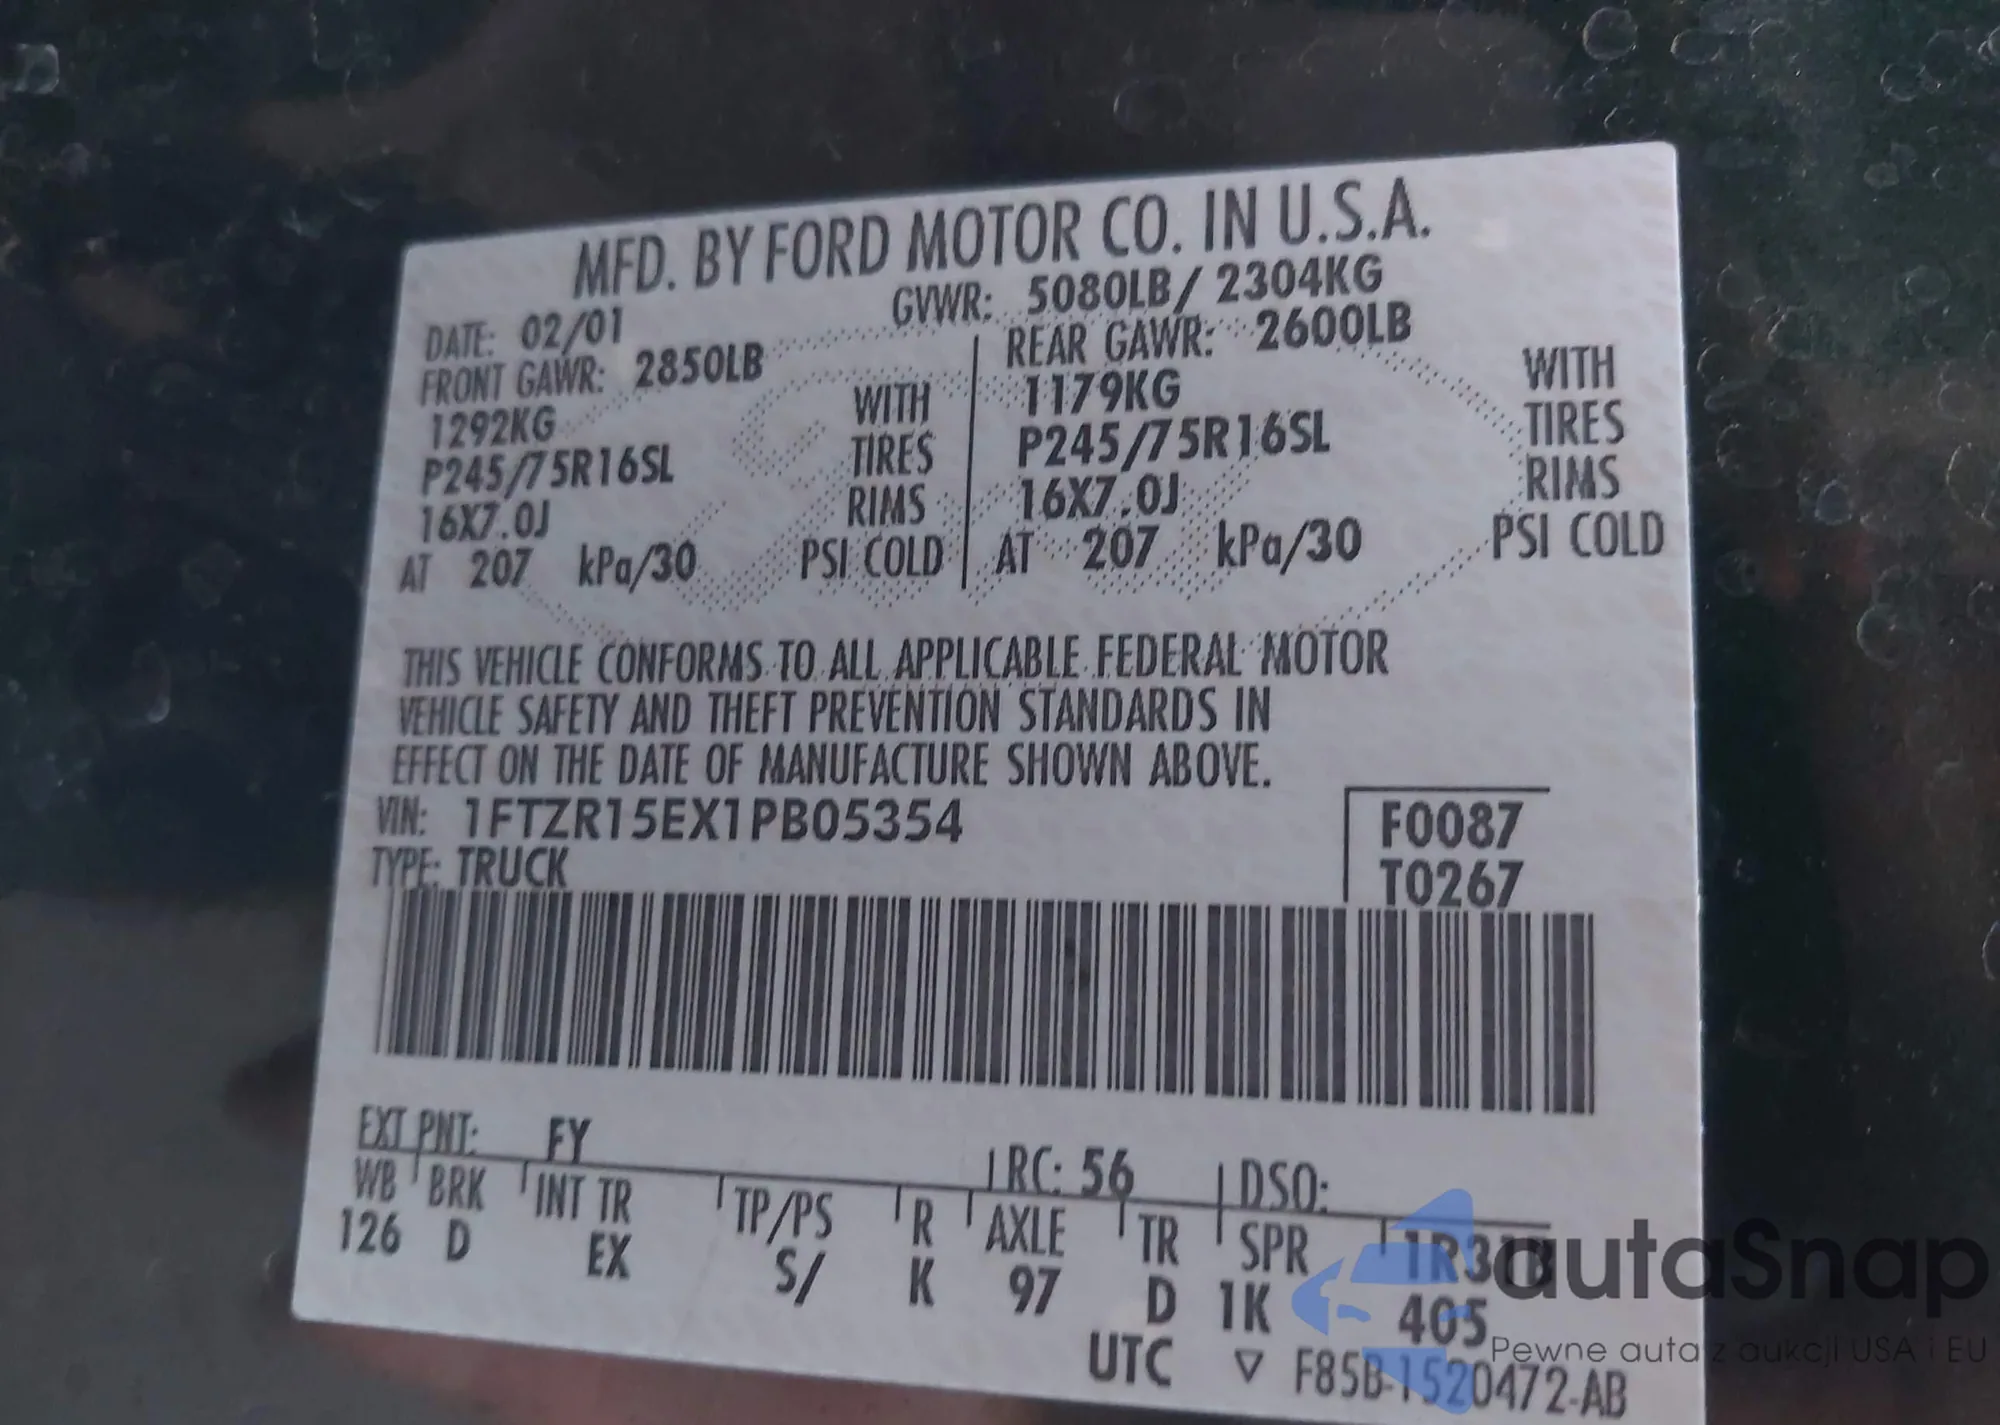 MFD. BY FORD MOTOR CO. IN U.S.A.
DATE: 02/01 GVWR: 5080LB/ 2304KG
FRONT GAWR: 2850LB REAR GAWR: 2600LB
1292KG WITH 1179KG WITH
P245/75R16SL TIRES P245/75R16SL TIRES
16X7.0J RIMS 16X7.0J RIMS
AT 207 kPa/30 PSI COLD AT 207 kPa/30 PSI COLD
THIS VEHICLE CONFORMS TO ALL APPLICABLE FEDERAL MOTOR
VEHICLE SAFETY AND THEFT PREVENTION STANDARDS IN
EFFECT ON THE DATE OF MANUFACTURE SHOWN ABOVE.
VIN: 1FTZR15EX1PB05354 F0087
TYPE: TRUCK T0267
EXT PNT: FY RC: 56 DSO:
WB BRK INT TR TP/PS R AXLE TR SPR
126 D EX S/ K 97 D 1K 405
UTC ▽ F85B-1520472-AB
autaSnap
Pewne auta z aukcji USA i EU